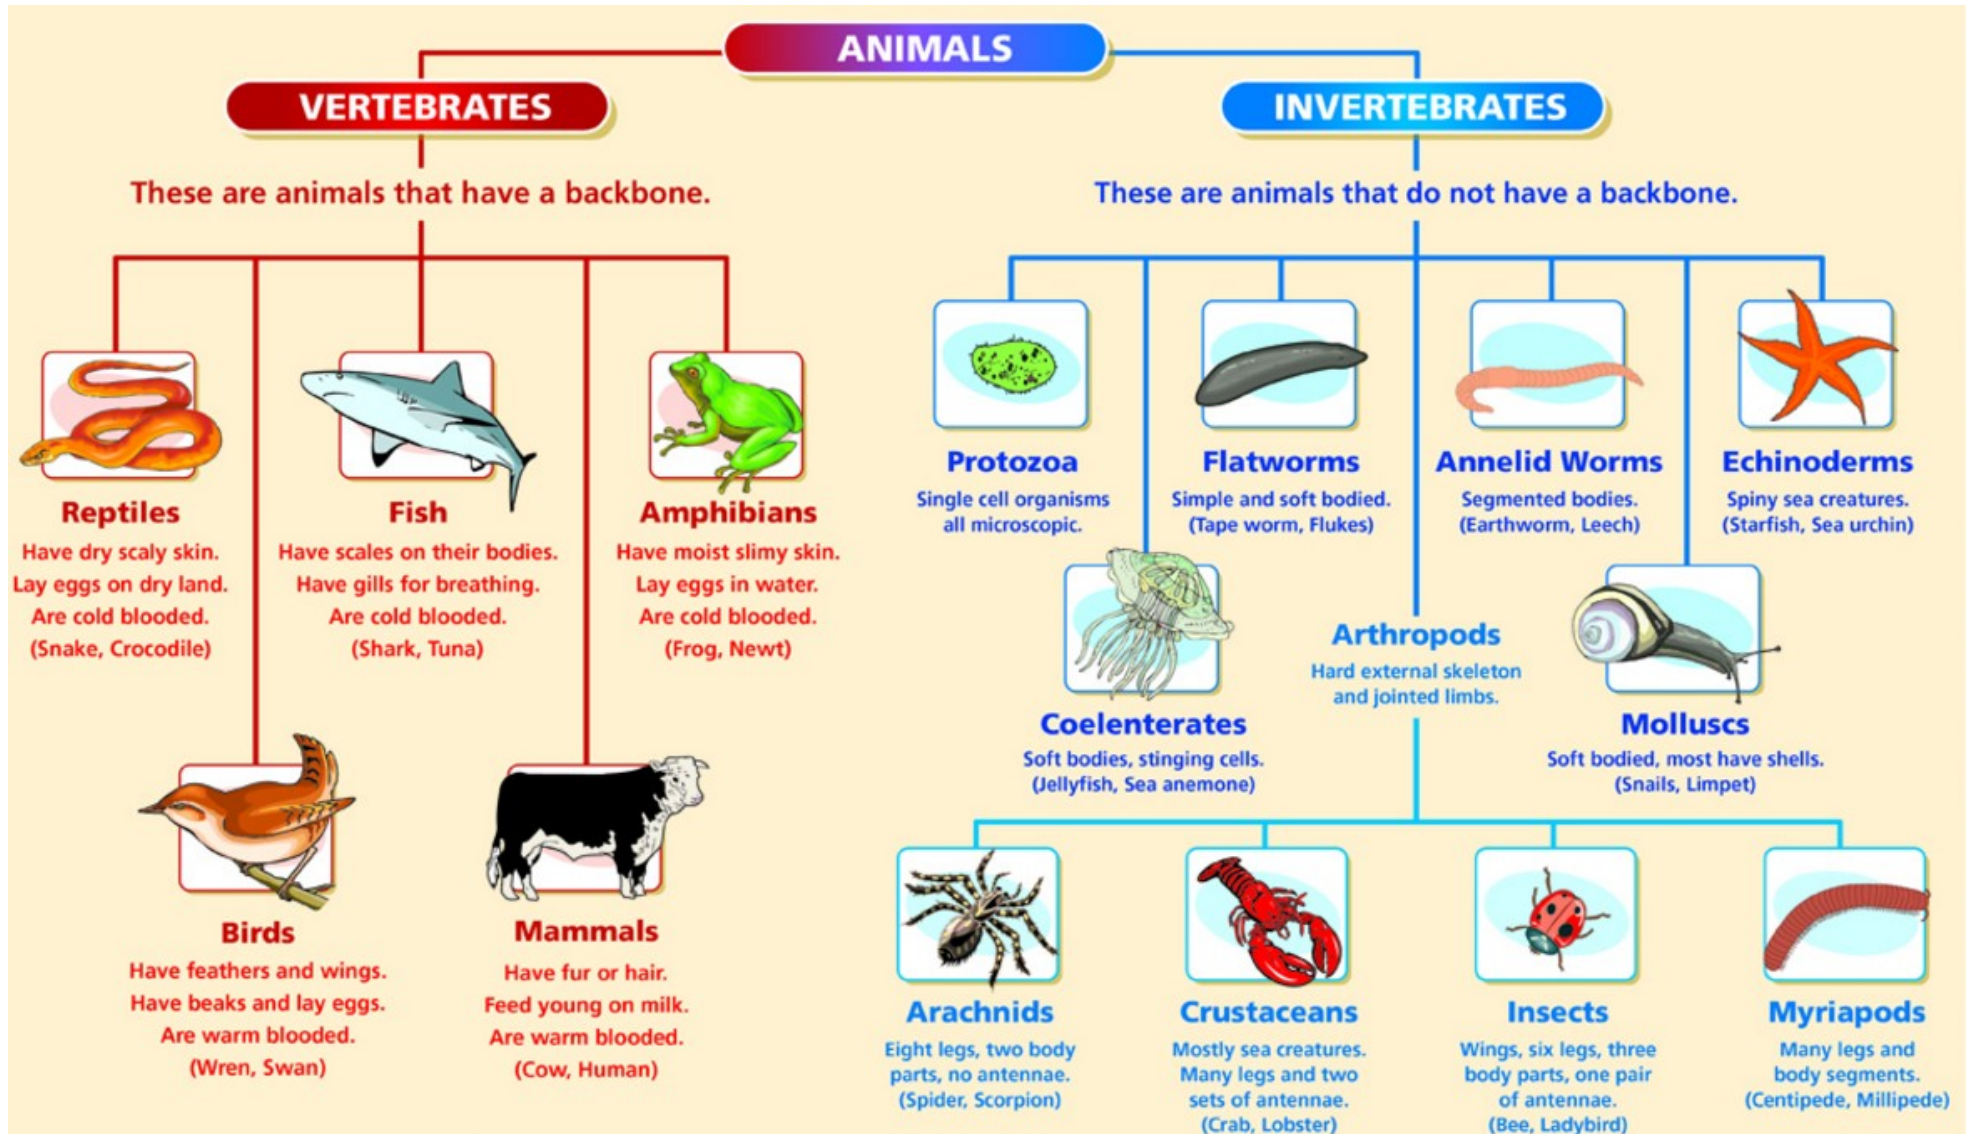 ANIMALS
VERTEBRATES
These are animals that have a backbone.
Reptiles
Have dry scaly skin.
Lay eggs on dry land.
Are cold blooded.
(Snake, Crocodile)
Fish
Have scales on their bodies.
Have gills for breathing.
Are cold blooded.
(Shark, Tuna)
Amphibians
Have moist slimy skin.
Lay eggs in water.
Are cold blooded.
(Frog, Newt)
Birds
Have feathers and wings.
Have beaks and lay eggs.
Are warm blooded.
(Wren, Swan)
Mammals
Have fur or hair.
Feed young on milk.
Are warm blooded.
(Cow, Human)
INVERTEBRATES
These are animals that do not have a backbone.
Protozoa
Single cell organisms
all microscopic.
Flatworms
Simple and soft bodied.
(Tape worm, Flukes)
Annelid Worms
Segmented bodies.
(Earthworm, Leech)
Echinoderms
Spiny sea creatures.
(Starfish, Sea urchin)
Coelenterates
Soft bodies, stinging cells.
(Jellyfish, Sea anemone)
Arthropods
Hard external skeleton
and jointed limbs.
Molluscs
Soft bodied, most have shells.
(Snails, Limpet)
Arachnids
Eight legs, two body
parts, no antennae.
(Spider, Scorpion)
Crustaceans
Mostly sea creatures.
Many legs and two
sets of antennae.
(Crab, Lobster)
Insects
Wings, six legs, three
body parts, one pair
of antennae.
(Bee, Ladybird)
Myriapods
Many legs and
body segments.
(Centipede, Millipede)